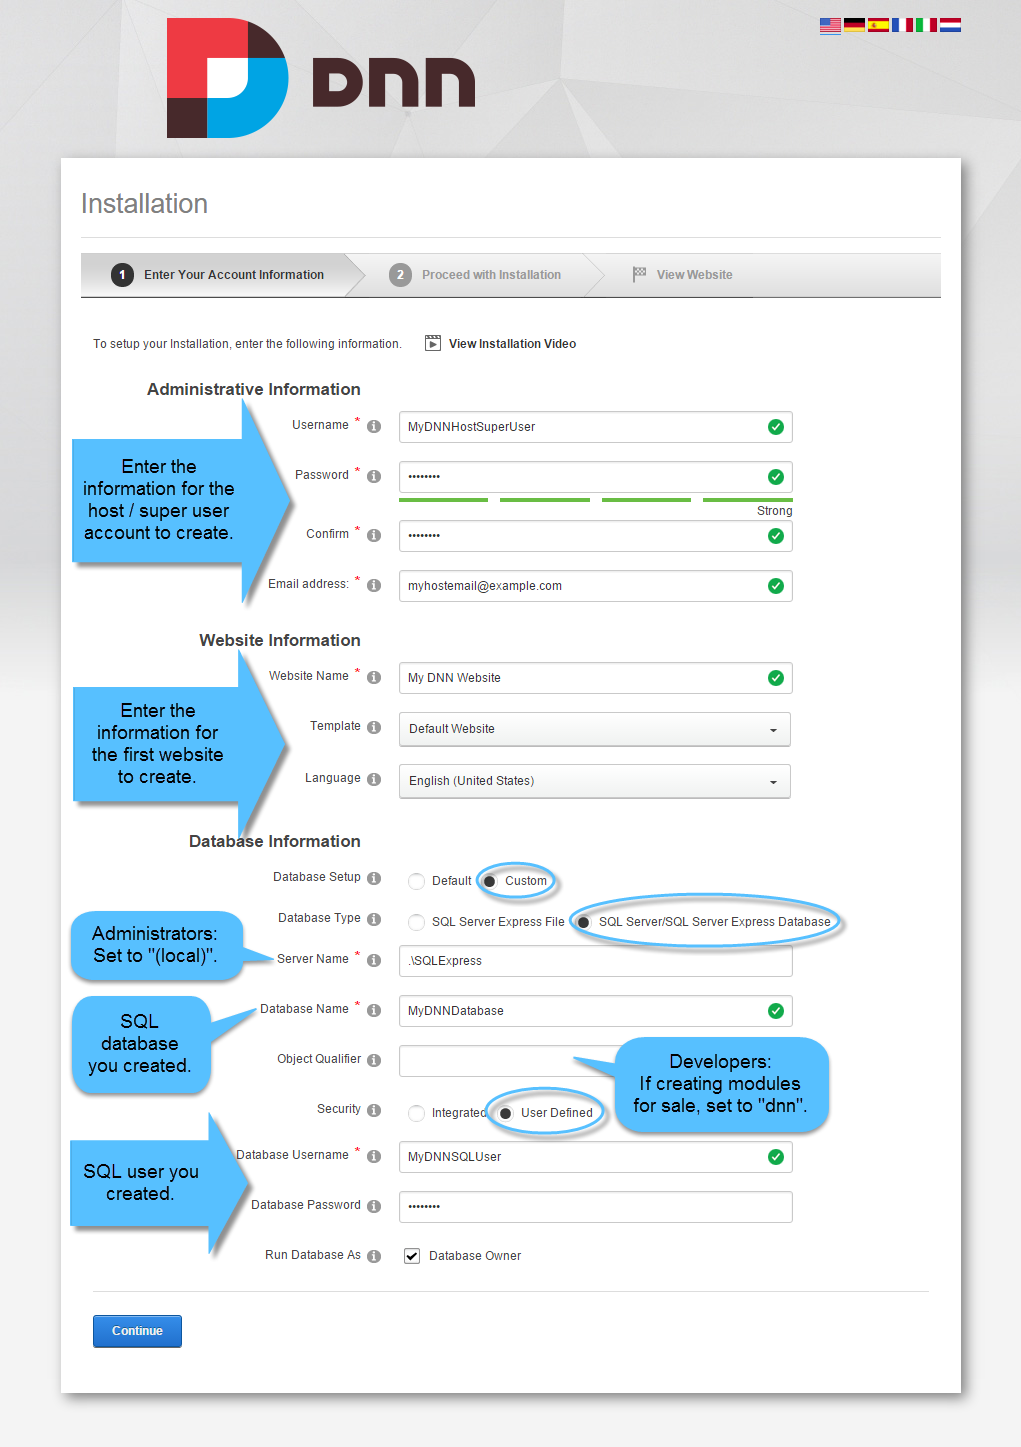 DNN
Installation
1 Enter Your Account Information
2 Proceed with Installation
View Website
To setup your Installation, enter the following information.
View Installation Video
Administrative Information
Username *
MyDNNHostSuperUser
Password *
••••••••
Strong
Confirm *
••••••••
Email address: *
myhostemail@example.com
Enter the
information for the
host / super user
account to create.
Website Information
Website Name *
My DNN Website
Template
Default Website
Language
English (United States)
Enter the
information for
the first website
to create.
Database Information
Database Setup
Default
Custom
Database Type
SQL Server Express File
SQL Server/SQL Server Express Database
Administrators:
Set to "(local)".
Server Name *
.\SQLExpress
SQL
database
you created.
Database Name *
MyDNNDatabase
Object Qualifier
Developers:
If creating modules
for sale, set to "dnn".
Security
Integrated
User Defined
SQL user you
created.
Database Username *
MyDNNSQLUser
Database Password
••••••••
Run Database As
Database Owner
Continue